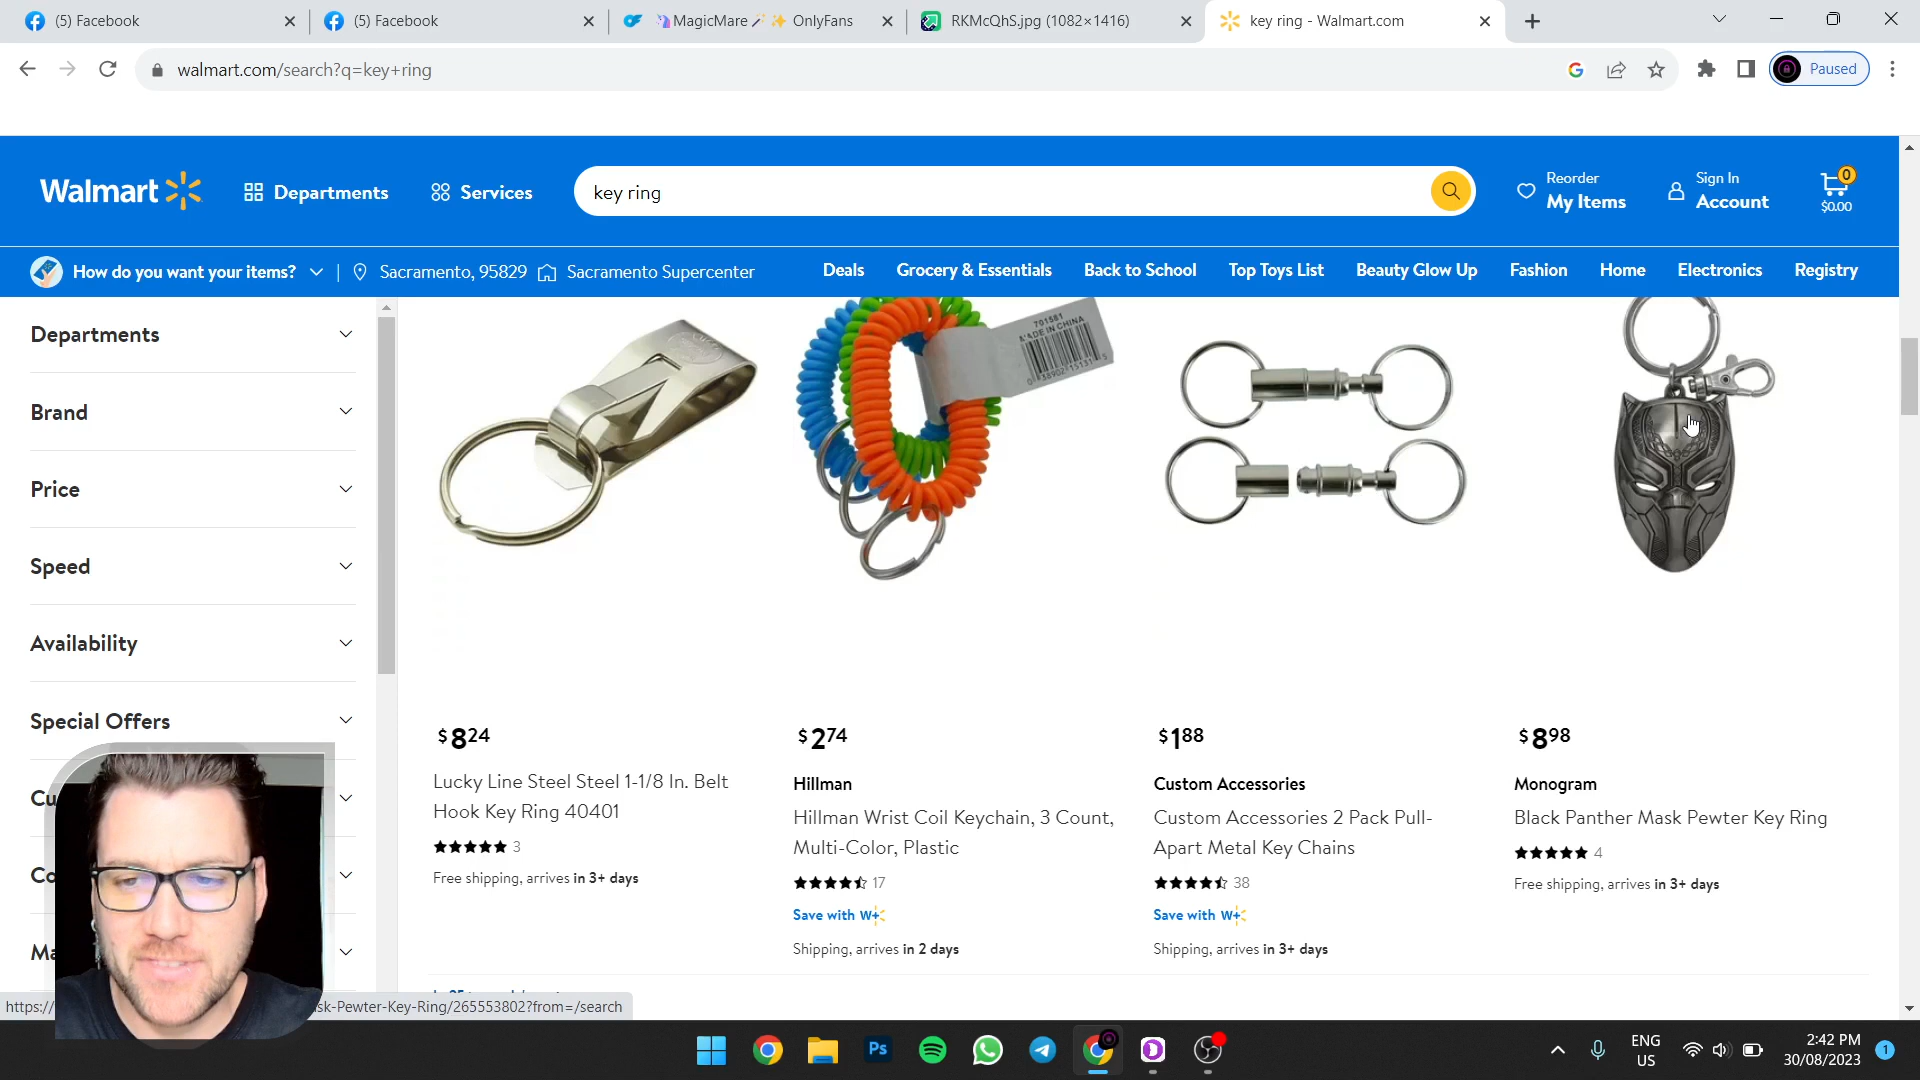 (5) Facebook
(5) Facebook
🦄MagicMare🪄✨ OnlyFans
RKMcQhS.jpg (1082×1416)
key ring - Walmart.com
walmart.com/search?q=key+ring
Paused
Walmart
Departments
Services
key ring
Reorder
My Items
Sign In
Account
0
$0.00
How do you want your items?
Sacramento, 95829
Sacramento Supercenter
Deals
Grocery & Essentials
Back to School
Top Toys List
Beauty Glow Up
Fashion
Home
Electronics
Registry
Departments
Brand
Price
Speed
Availability
Special Offers
Cu
Co
Ma
701581
MADE IN CHINA
$824
Lucky Line Steel Steel 1-1/8 In. Belt
Hook Key Ring 40401
3
Free shipping, arrives in 3+ days
$274
Hillman
Hillman Wrist Coil Keychain, 3 Count,
Multi-Color, Plastic
17
Save with W+
Shipping, arrives in 2 days
$188
Custom Accessories
Custom Accessories 2 Pack Pull-
Apart Metal Key Chains
38
Save with W+
Shipping, arrives in 3+ days
$898
Monogram
Black Panther Mask Pewter Key Ring
4
Free shipping, arrives in 3+ days
https://
sk-Pewter-Key-Ring/265553802?from=/search
Ps
ENG
US
2:42 PM
30/08/2023
1